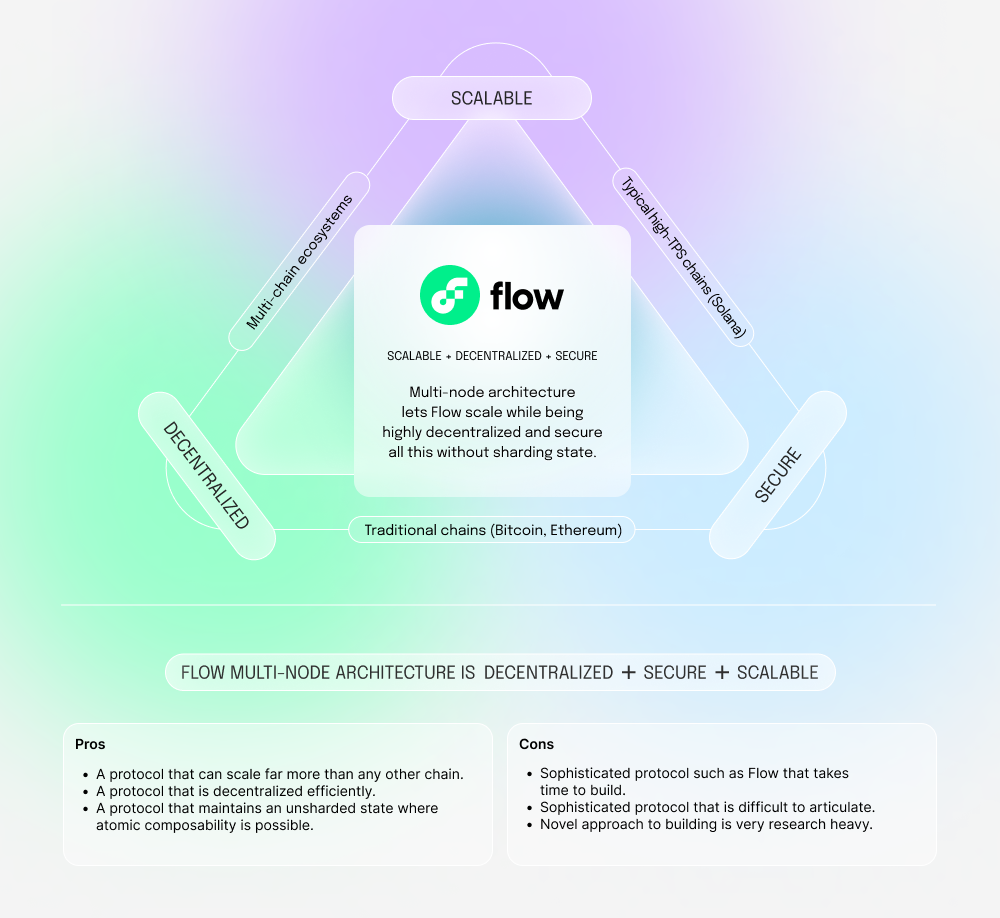 SCALABLE
Multi-chain ecosystems
Typical high-TPS chains (Solana)
flow
SCALABLE + DECENTRALIZED + SECURE
Multi-node architecture
lets Flow scale while being
highly decentralized and secure
all this without sharding state.
DECENTRALIZED
SECURE
Traditional chains (Bitcoin, Ethereum)
FLOW MULTI-NODE ARCHITECTURE IS DECENTRALIZED + SECURE + SCALABLE
Pros
• A protocol that can scale far more than any other chain.
• A protocol that is decentralized efficiently.
• A protocol that maintains an unsharded state where
atomic composability is possible.
Cons
• Sophisticated protocol such as Flow that takes
time to build.
• Sophisticated protocol that is difficult to articulate.
• Novel approach to building is very research heavy.